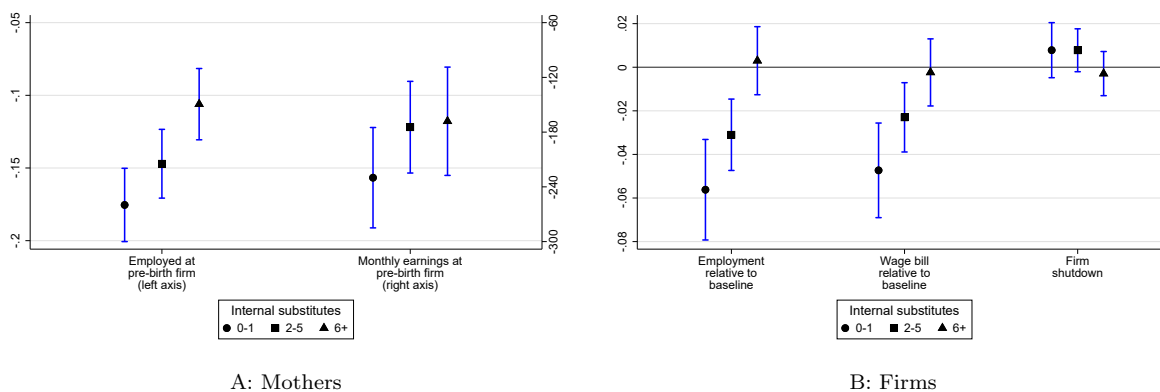 -.05
-.1
-.15
-.2
-60
-120
-180
-240
-300
Employed at
pre-birth firm
(left axis)
Monthly earnings at
pre-birth firm
(right axis)
Internal substitutes
0-1 2-5 6+
A: Mothers
.02
0
-.02
-.04
-.06
-.08
Employment
relative to
baseline
Wage bill
relative to
baseline
Firm
shutdown
Internal substitutes
0-1 2-5 6+
B: Firms